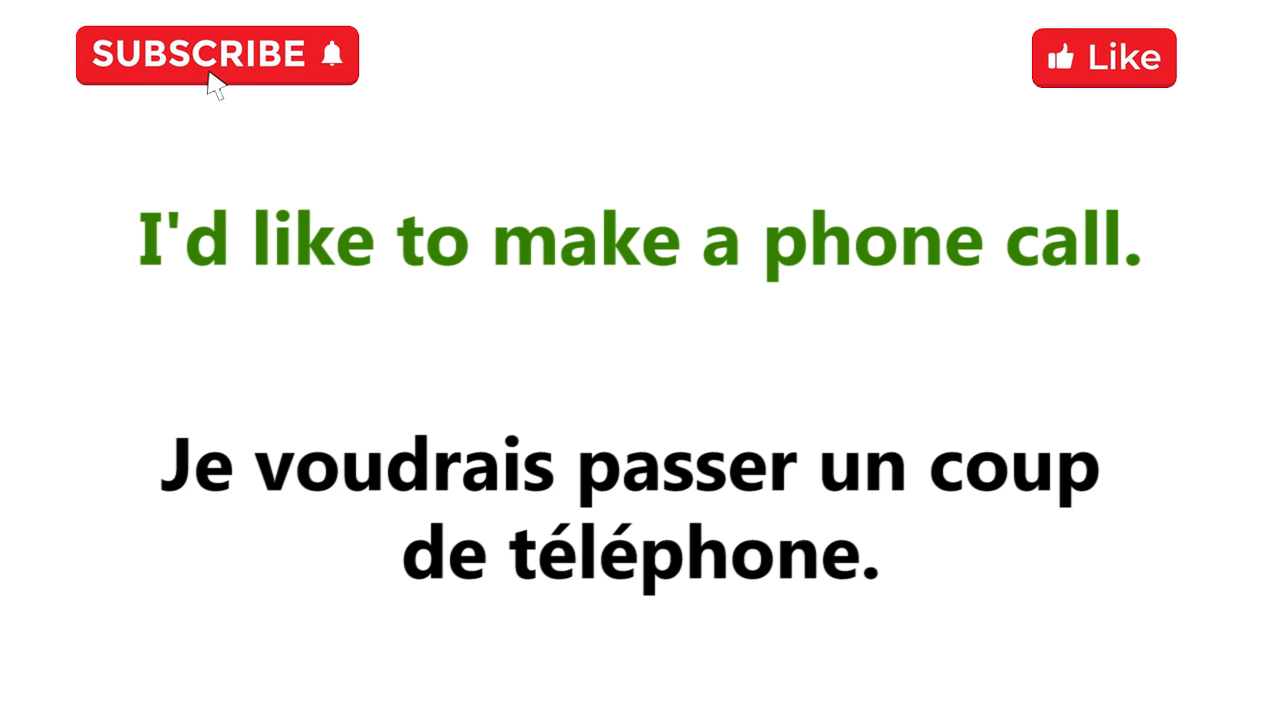 SUBSCRIBE
Like
I'd like to make a phone call.
Je voudrais passer un coup
de téléphone.